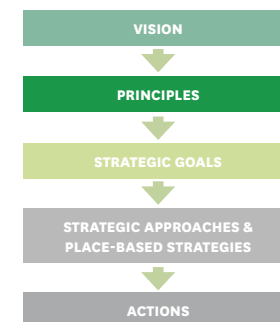 VISION
PRINCIPLES
STRATEGIC GOALS
STRATEGIC APPROACHES &
PLACE-BASED STRATEGIES
ACTIONS